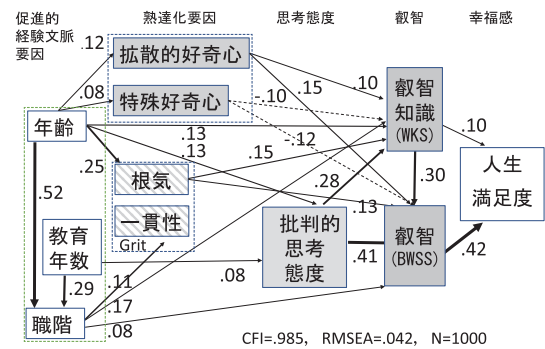 促進的
経験文脈
要因
熟達化要因
思考態度
叡智
幸福感
.12
拡散的好奇心
.08
特殊好奇心
.15
.10
-.10
叡智
知識
(WKS)
年齢
.13
.13
-.12
.10
.25
.15
根気
.28
.30
人生
満足度
.52
一貫性
Grit
.13
教育
年数
批判的
思考
態度
.41
叡智
(BWSS)
.42
.08
.29
.11
.17
職階
.08
CFI=.985, RMSEA=.042, N=1000